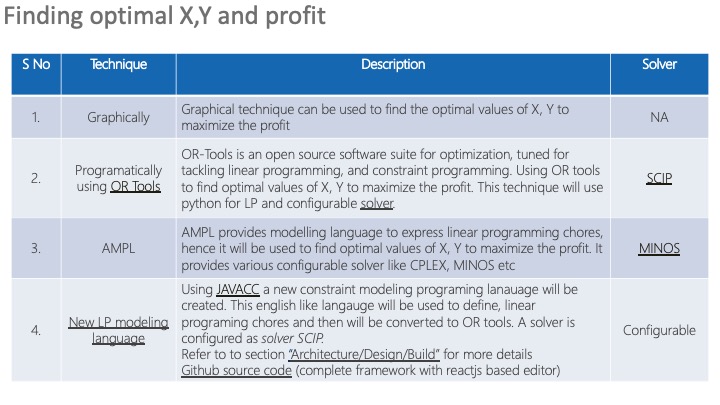 Finding optimal X,Y and profit
S No
Technique
Description
Solver
1.
Graphically
Graphical technique can be used to find the optimal values of X, Y to
maximize the profit
NA
2.
Programatically
using OR Tools
OR-Tools is an open source software suite for optimization, tuned for
tackling linear programming, and constraint programming. Using OR tools
to find optimal values of X, Y to maximize the profit. This technique will use
python for LP and configurable solver.
SCIP
3.
AMPL
AMPL provides modelling language to express linear programming chores,
hence it will be used to find optimal values of X, Y to maximize the profit. It
provides various configurable solver like CPLEX, MINOS etc
MINOS
4.
New LP modeling
language
Using JAVACC a new constraint modeling programing lanauage will be
created. This english like langauge will be used to define, linear
programing chores and then will be converted to OR tools. A solver is
configured as solver SCIP.
Refer to to section "Architecture/Design/Build" for more details
Github source code (complete framework with reactjs based editor)
Configurable